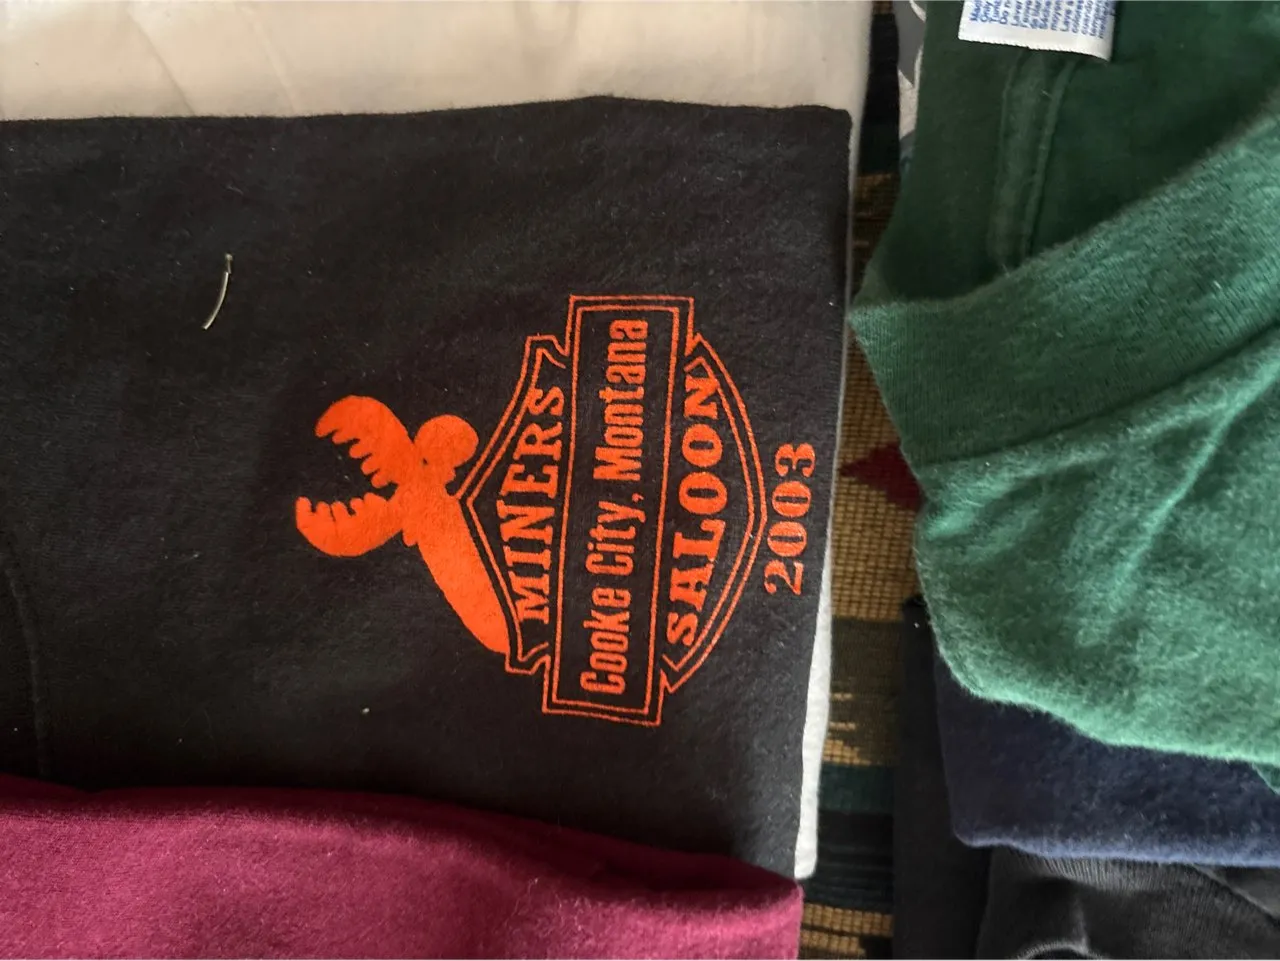 MINERS
Cooke City, Montana
SALOON
2003